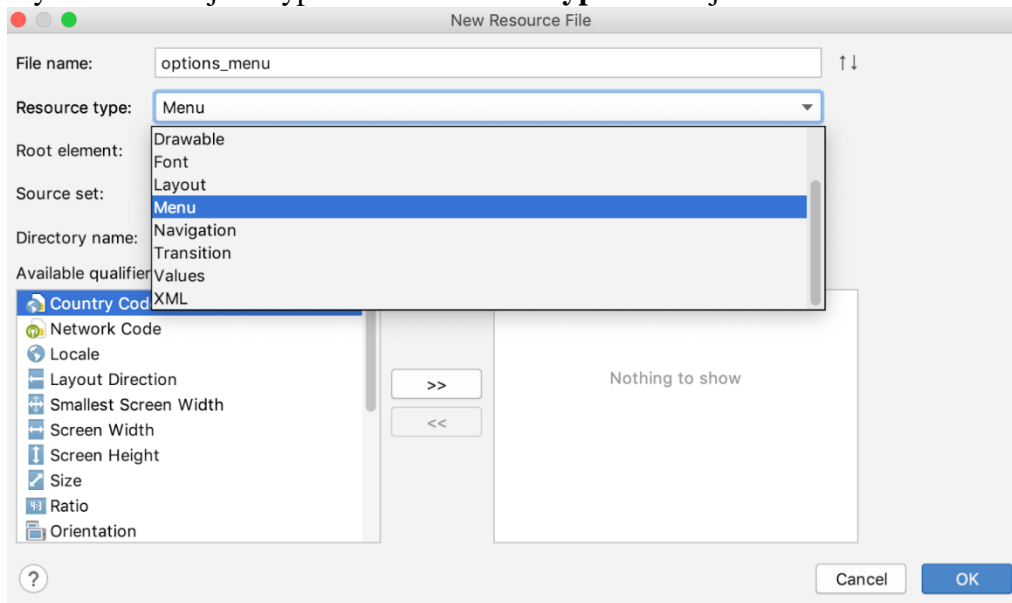 New Resource File
File name: options_menu
Resource type: Menu
Root element:
Source set:
Directory name:
Drawable
Font
Layout
Menu
Navigation
Transition
Values
XML
Available qualifier
Country Cod
Network Code
Locale
Layout Direction
Smallest Screen Width
Screen Width
Screen Height
Size
Ratio
Orientation
>>
<<
Nothing to show
?
Cancel
OK